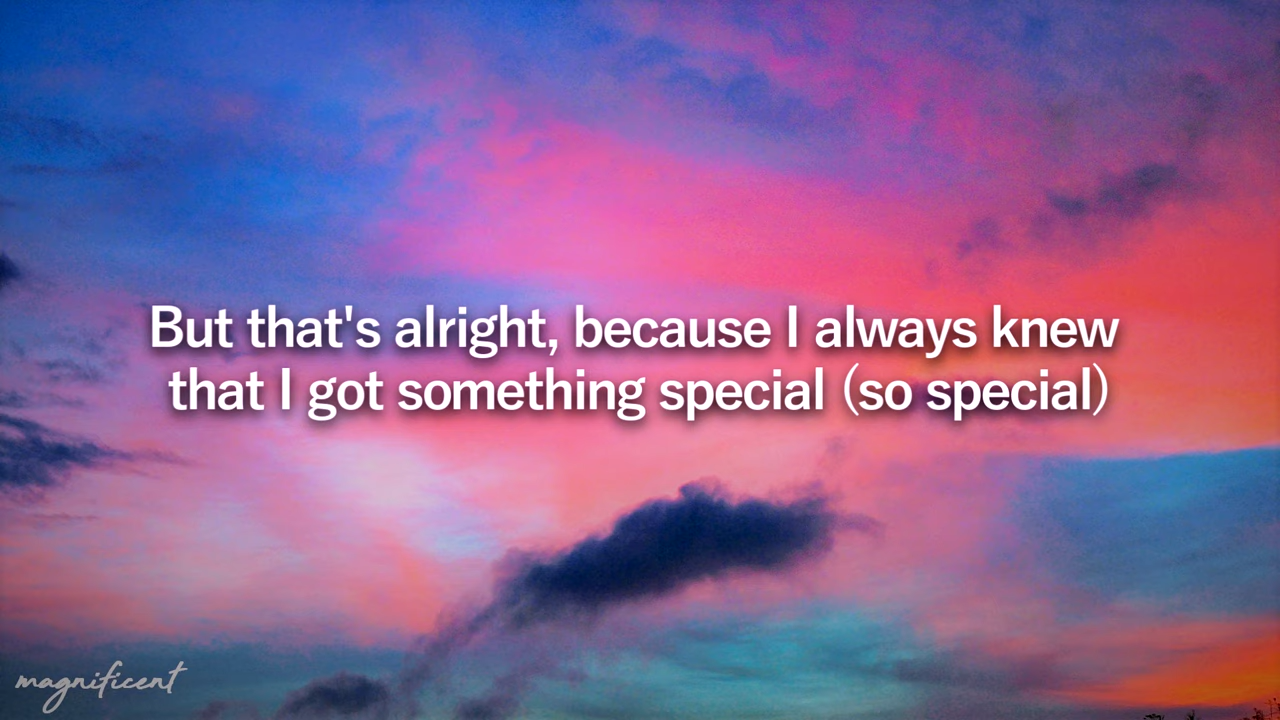 But that's alright, because I always knew
that I got something special (so special)
magnificent